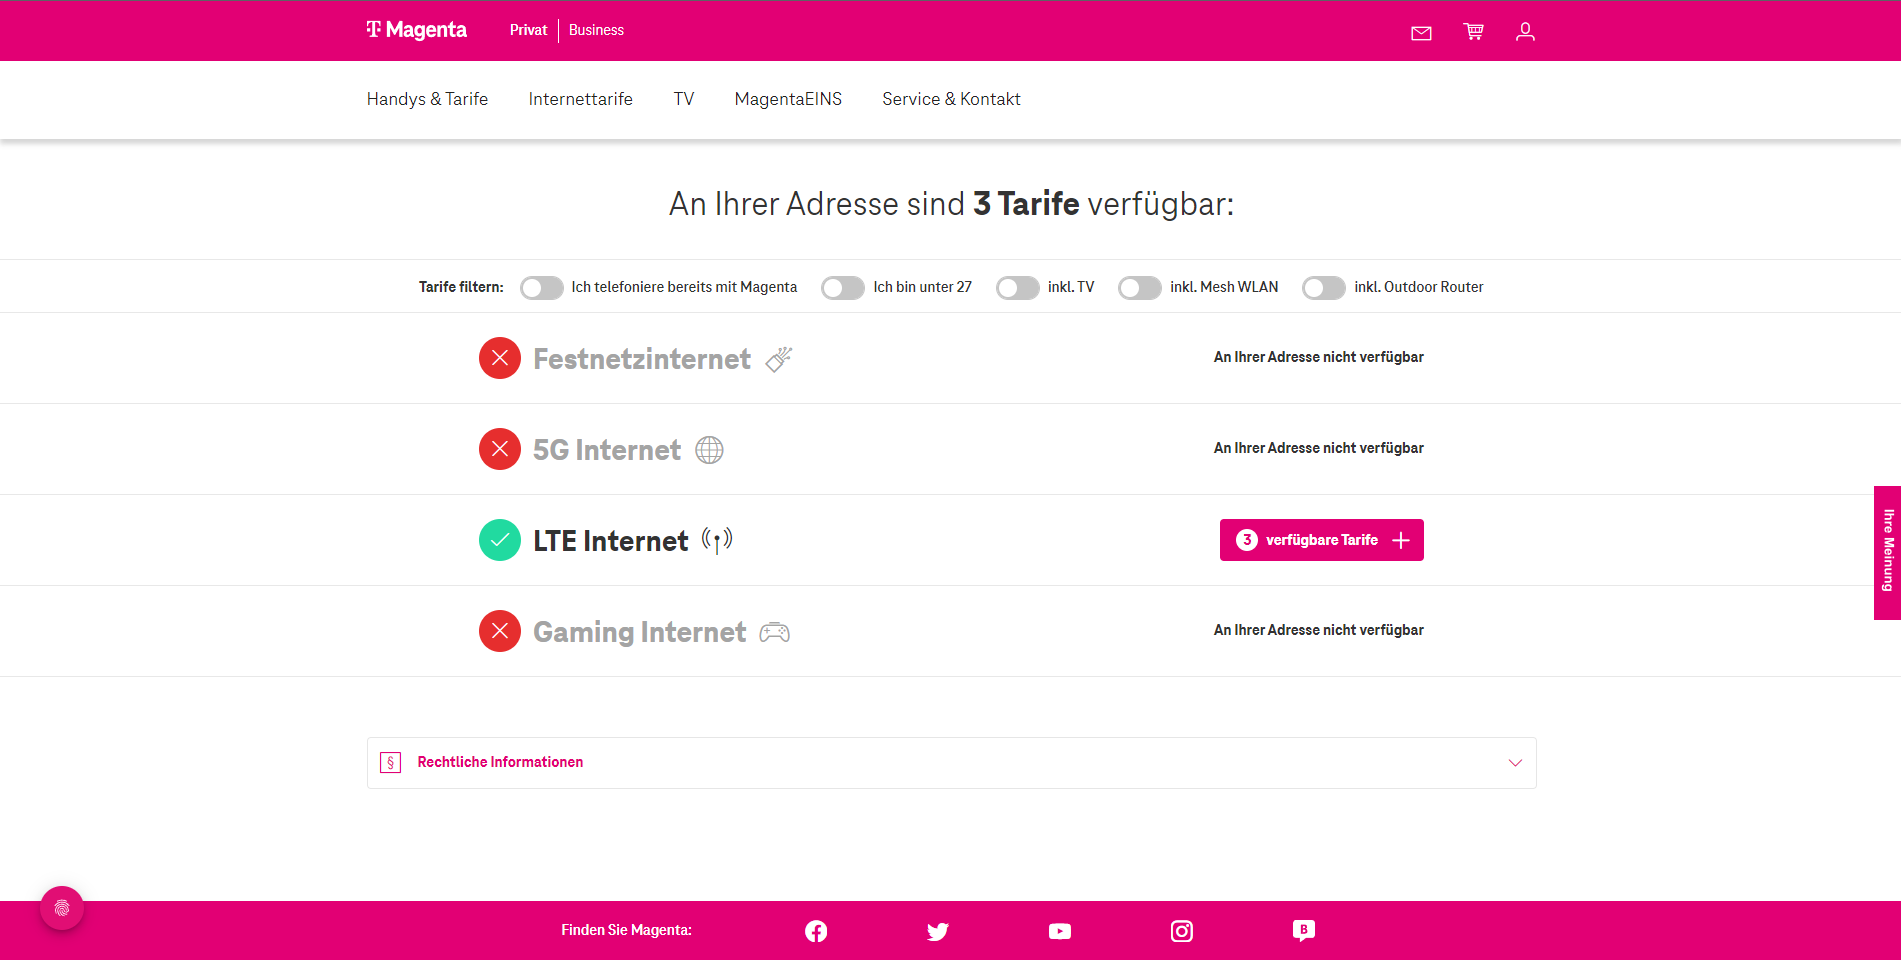 T Magenta Privat Business
Handys & Tarife Internettarife TV MagentaEINS Service & Kontakt
An Ihrer Adresse sind 3 Tarife verfügbar:
Tarife filtern: Ich telefoniere bereits mit Magenta Ich bin unter 27 inkl. TV inkl. Mesh WLAN inkl. Outdoor Router
Festnetzinternet An Ihrer Adresse nicht verfügbar
5G Internet An Ihrer Adresse nicht verfügbar
LTE Internet 3 verfügbare Tarife
Ihre Meinung
Gaming Internet An Ihrer Adresse nicht verfügbar
§ Rechtliche Informationen
Finden Sie Magenta: B